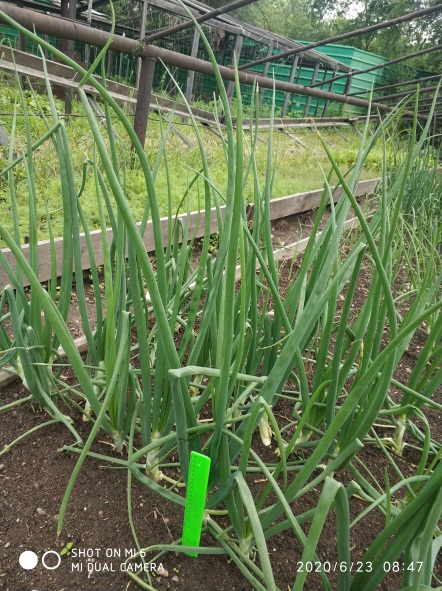 SHOT ON MI 6
MI DUAL CAMERA
2020/6/23 08:47